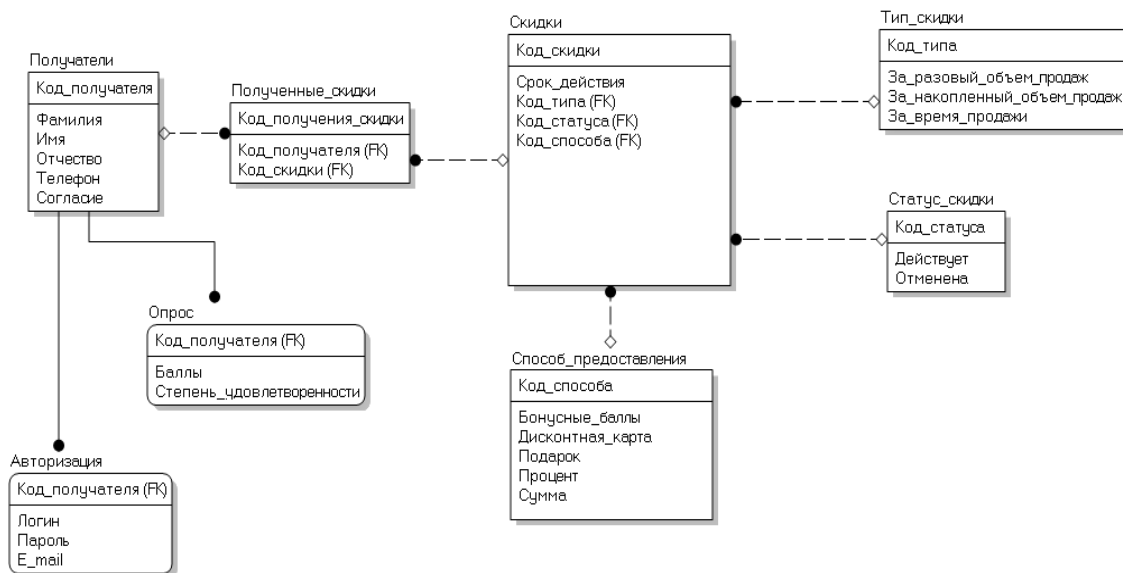 Получатели
Код_получателя
Фамилия
Имя
Отчество
Телефон
Согласие
Полученные_скидки
Код_получения_скидки
Код_получателя (FK)
Код_скидки (FK)
Скидки
Код_скидки
Срок_действия
Код_типа (FK)
Код_статуса (FK)
Код_способа (FK)
Тип_скидки
Код_типа
За_разовый_объем_продаж
За_накопленный_объем_продаж
За_время_продажи
Статус_скидки
Код_статуса
Действует
Отменена
Опрос
Код_получателя (FK)
Баллы
Степень_удовлетворенности
Способ_предоставления
Код_способа
Бонусные_баллы
Дисконтная_карта
Подарок
Процент
Сумма
Авторизация
Код_получателя (FK)
Логин
Пароль
E_mail